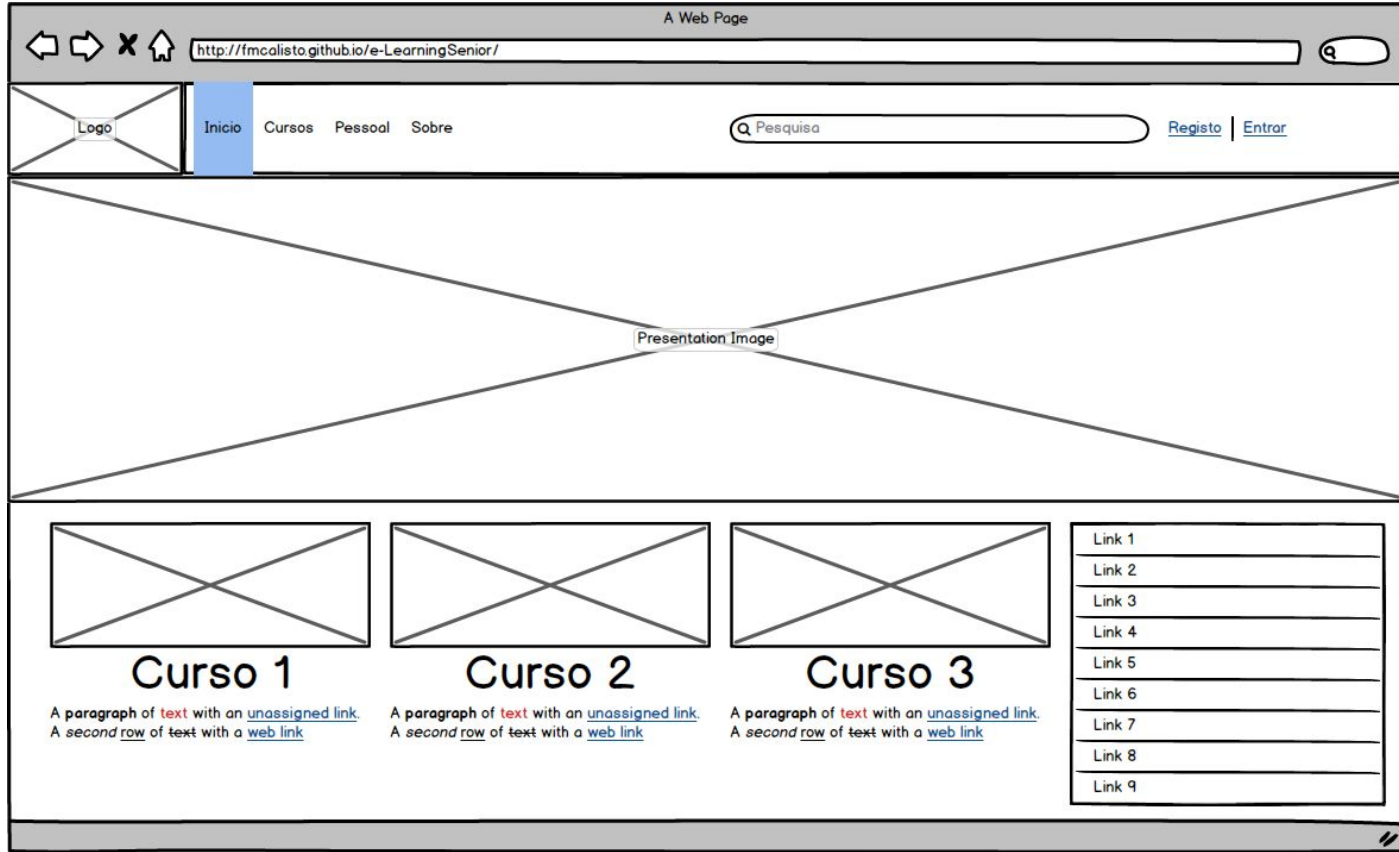 A Web Page
http://fmcalisto.github.io/e-LearningSenior/
Logo
Inicio Cursos Pessoal Sobre
Pesquisa
Registo | Entrar
Presentation Image
Curso 1
A paragraph of text with an unassigned link.
A second row of text with a web link
Curso 2
A paragraph of text with an unassigned link.
A second row of text with a web link
Curso 3
A paragraph of text with an unassigned link.
A second row of text with a web link
Link 1
Link 2
Link 3
Link 4
Link 5
Link 6
Link 7
Link 8
Link 9